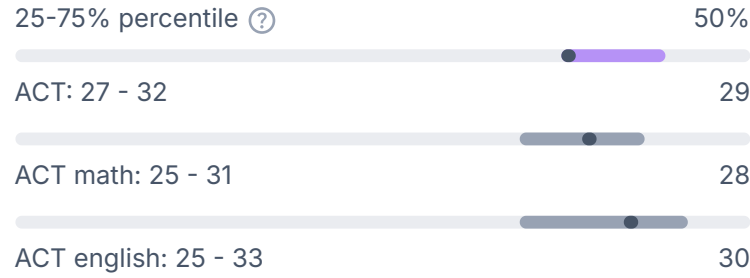 25-75% percentile ? 50%
ACT: 27 - 32 29
ACT math: 25 - 31 28
ACT english: 25 - 33 30